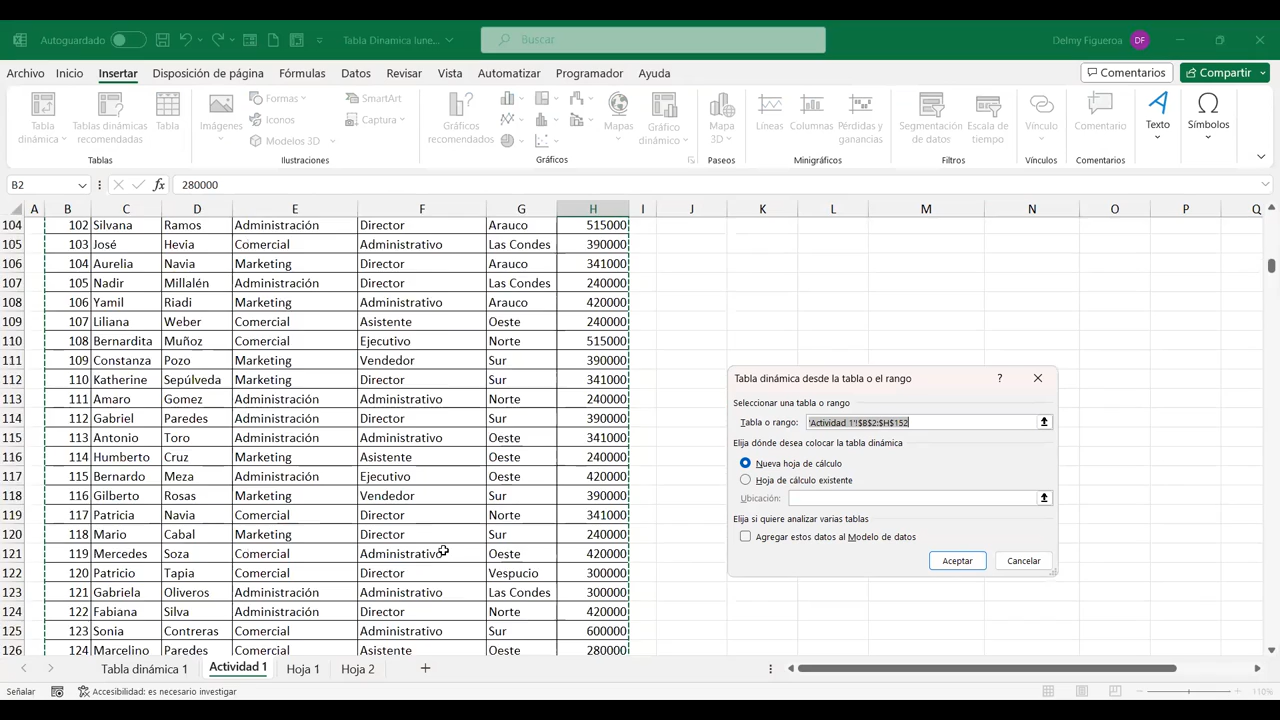 Autoguardado
Tabla Dinamica lune...
Buscar
Delmy Figueroa DF
Archivo Inicio Insertar Disposición de página Fórmulas Datos Revisar Vista Automatizar Programador Ayuda Comentarios Compartir
Tabla dinámica
Tablas dinámicas recomendadas
Tabla
Tablas
Imágenes
Formas
Iconos
Modelos 3D
SmartArt
Captura
Ilustraciones
Gráficos recomendados
Mapas
Gráfico dinámico
Gráficos
Mapa 3D
Paseos
Líneas
Columnas
Pérdidas y ganancias
Minigráficos
Segmentación de datos
Escala de tiempo
Filtros
Vínculo
Vínculos
Comentario
Comentarios
Texto
Símbolos
B2 fx 280000
A B C D E F G H I J K L M N O P Q
104 102 Silvana Ramos Administración Director Arauco 515000
105 103 José Hevia Comercial Administrativo Las Condes 390000
106 104 Aurelia Navia Marketing Director Arauco 341000
107 105 Nadir Millalén Administración Director Las Condes 240000
108 106 Yamil Riadi Marketing Administrativo Arauco 420000
109 107 Liliana Weber Comercial Asistente Oeste 240000
110 108 Bernardita Muñoz Comercial Ejecutivo Norte 515000
111 109 Constanza Pozo Marketing Vendedor Sur 390000
112 110 Katherine Sepúlveda Marketing Director Sur 341000
113 111 Amaro Gomez Administración Administrativo Norte 240000
114 112 Gabriel Paredes Administración Director Sur 390000
115 113 Antonio Toro Administración Administrativo Sur 341000
116 114 Humberto Cruz Marketing Asistente Oeste 240000
117 115 Bernardo Meza Administración Ejecutivo Oeste 420000
118 116 Gilberto Rosas Marketing Vendedor Sur 390000
119 117 Patricia Navia Comercial Director Norte 341000
120 118 Mario Cabal Marketing Director Sur 240000
121 119 Mercedes Soza Comercial Administrativo Oeste 420000
122 120 Patricio Tapia Comercial Director Vespucio 300000
123 121 Gabriela Oliveros Administración Administrativo Las Condes 300000
124 122 Fabiana Silva Administración Director Norte 420000
125 123 Sonia Contreras Comercial Administrativo Sur 600000
126 124 Marcelino Paredes Comercial Asistente Oeste 280000
Tabla dinámica desde la tabla o el rango ?
Seleccionar una tabla o rango
Tabla o rango: 'Actividad 1'!$B$2:$H$152
Elija dónde desea colocar la tabla dinámica
Nueva hoja de cálculo
Hoja de cálculo existente
Ubicación:
Elija si quiere analizar varias tablas
Agregar estos datos al Modelo de datos
Aceptar Cancelar
Tabla dinámica 1 Actividad 1 Hoja 1 Hoja 2
Señalar Accesibilidad: es necesario investigar 110%